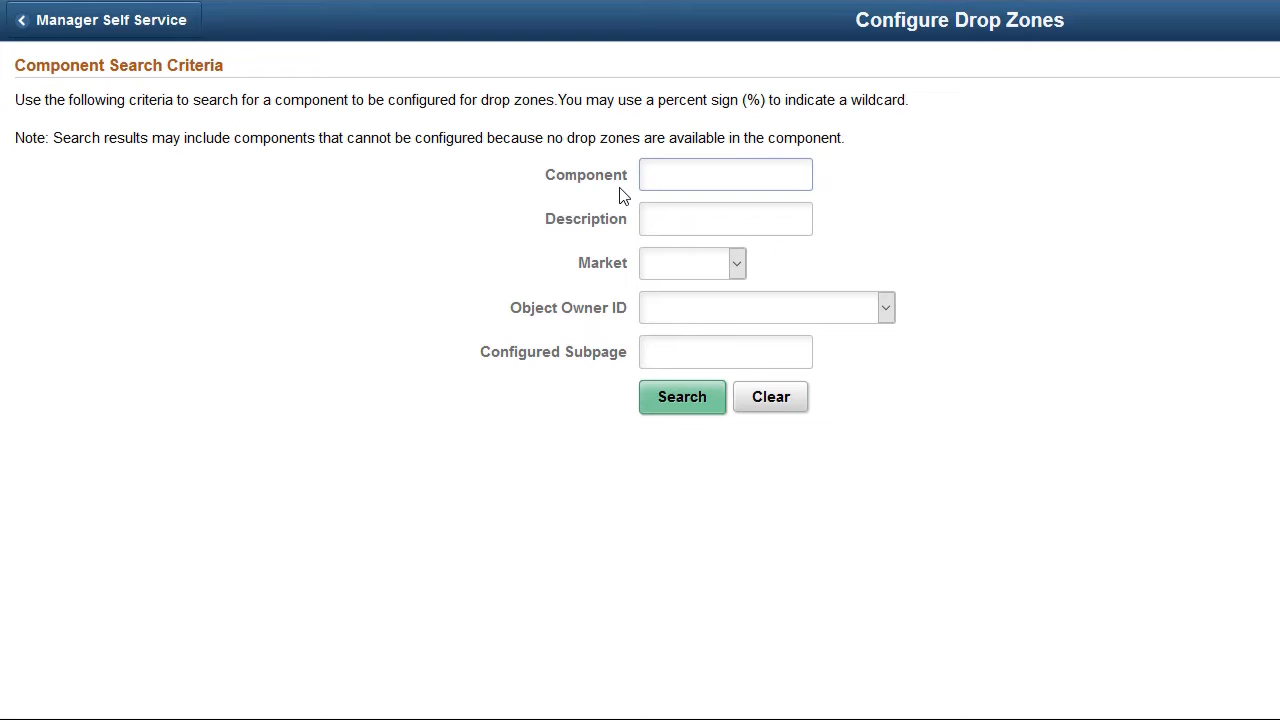 Manager Self Service
Configure Drop Zones
Component Search Criteria
Use the following criteria to search for a component to be configured for drop zones.You may use a percent sign (%) to indicate a wildcard.
Note: Search results may include components that cannot be configured because no drop zones are available in the component.
Component
Description
Market
Object Owner ID
Configured Subpage
Search Clear